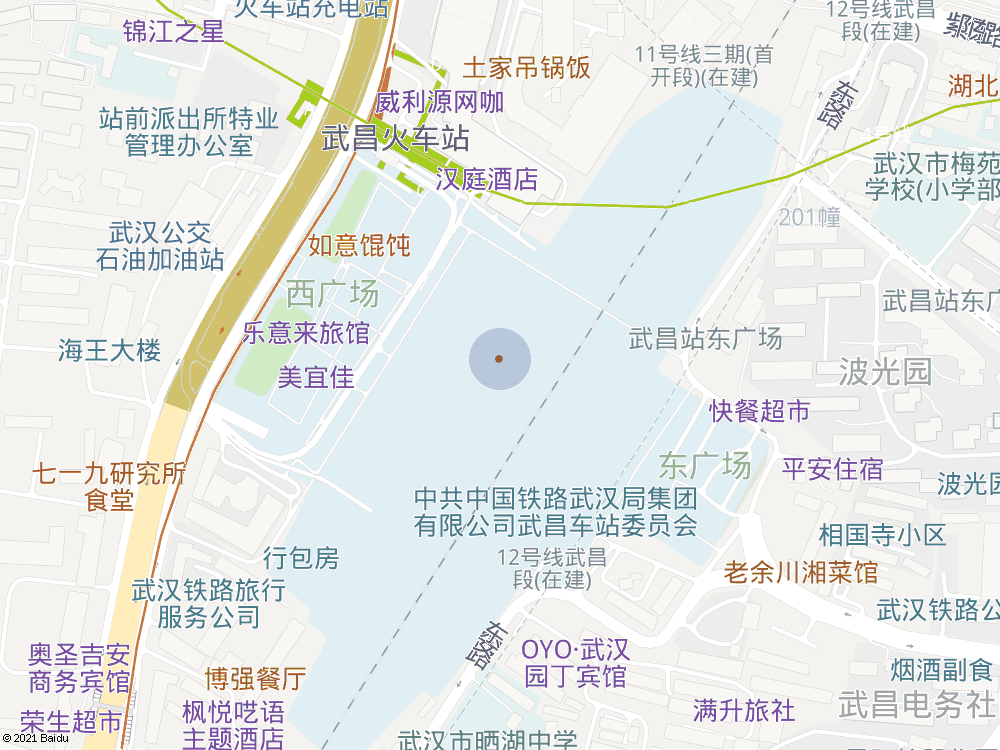 火车站充电站
锦江之星
12号线武昌
段(在建)
11号线三期(首
开段)(在建)
土家吊锅饭
湖北
东路
威利源网咖
站前派出所特业
管理办公室
武昌火车站
武汉市梅苑
学校(小学部
汉庭酒店
201幢
武汉公交
石油加油站
如意馄饨
西广场
武昌站东广
乐意来旅馆
武昌站东广场
海王大楼
美宜佳
波光园
快餐超市
七一九研究所
食堂
东广场
平安住宿
波光园
中共中国铁路武汉局集团
有限公司武昌车站委员会
相国寺小区
行包房
12号线武昌
段(在建)
老余川湘菜馆
武汉铁路旅行
服务公司
武汉铁路公
东路
奥圣吉安
商务宾馆
OYO·武汉
园丁宾馆
烟酒副食
博强餐厅
荣生超市
枫悦呓语
主题酒店
满升旅社
武昌电务社
武汉市晒湖中学
© 2021 Baidu